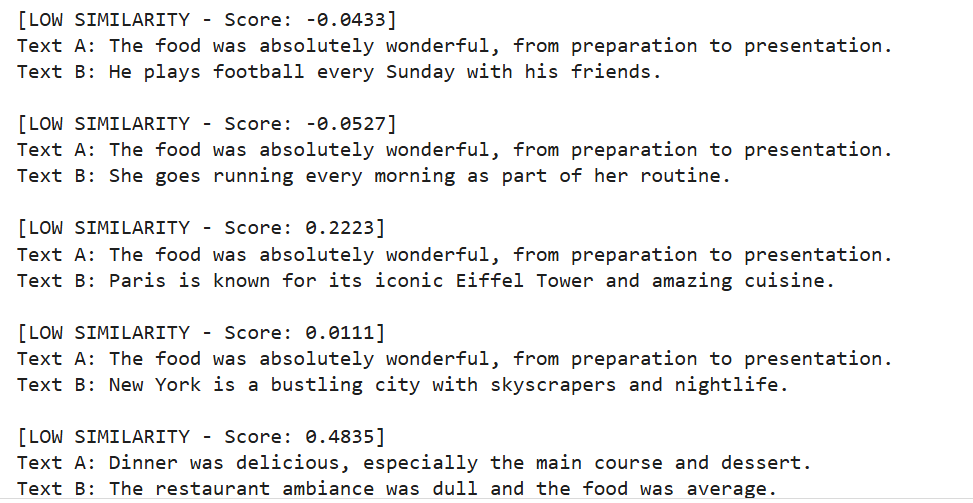 [LOW SIMILARITY - Score: -0.0433]
Text A: The food was absolutely wonderful, from preparation to presentation.
Text B: He plays football every Sunday with his friends.
[LOW SIMILARITY - Score: -0.0527]
Text A: The food was absolutely wonderful, from preparation to presentation.
Text B: She goes running every morning as part of her routine.
[LOW SIMILARITY - Score: 0.2223]
Text A: The food was absolutely wonderful, from preparation to presentation.
Text B: Paris is known for its iconic Eiffel Tower and amazing cuisine.
[LOW SIMILARITY - Score: 0.0111]
Text A: The food was absolutely wonderful, from preparation to presentation.
Text B: New York is a bustling city with skyscrapers and nightlife.
[LOW SIMILARITY - Score: 0.4835]
Text A: Dinner was delicious, especially the main course and dessert.
Text B: The restaurant ambiance was dull and the food was average.